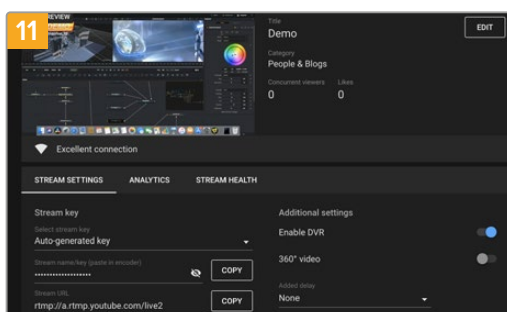 11
PREVIEW
Title
Demo
EDIT
Category
People & Blogs
Concurrent viewers Likes
0 0
Excellent connection
STREAM SETTINGS ANALYTICS STREAM HEALTH
Stream key
Additional settings
Select stream key
Auto-generated key
Enable DVR
Stream name/key (paste in encoder)
••••••••••••••••••• COPY
360° video
Stream URL
rtmp://a.rtmp.youtube.com/live2 COPY
Added delay
None